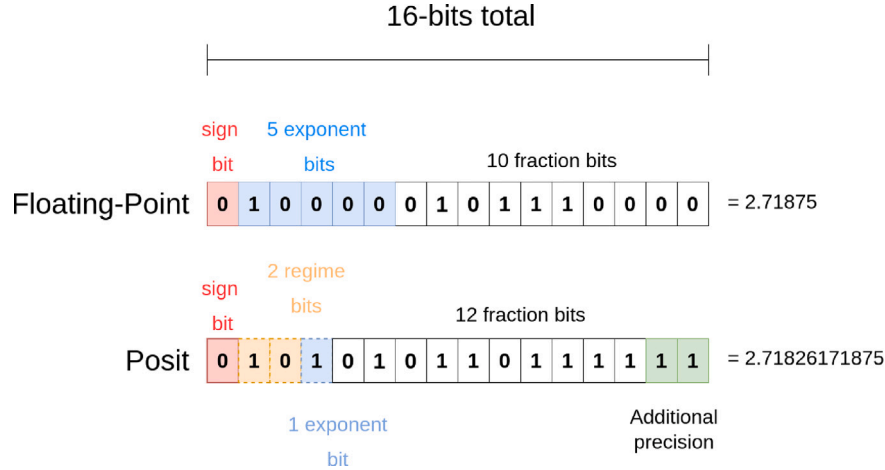 16-bits total
sign
bit
5 exponent
bits
10 fraction bits
Floating-Point 0 1 0 0 0 0 0 1 0 1 1 1 0 0 0 0 = 2.71875
sign
bit
2 regime
bits
12 fraction bits
Posit 0 1 0 1 0 1 0 1 1 0 1 1 1 1 1 1 = 2.71826171875
1 exponent
bit
Additional
precision